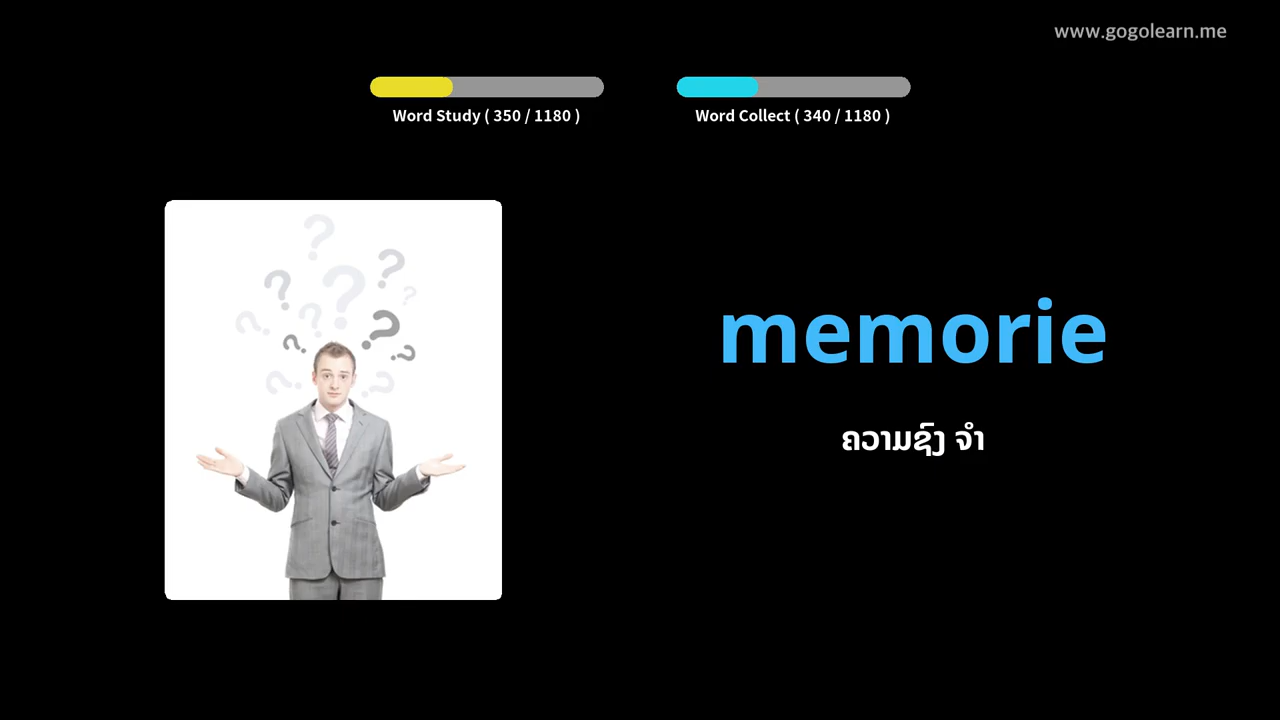 www.gogolearn.me
Word Study ( 350 / 1180 )
Word Collect ( 340 / 1180 )
memorie
ຄວາມຊົງ ຈຳ